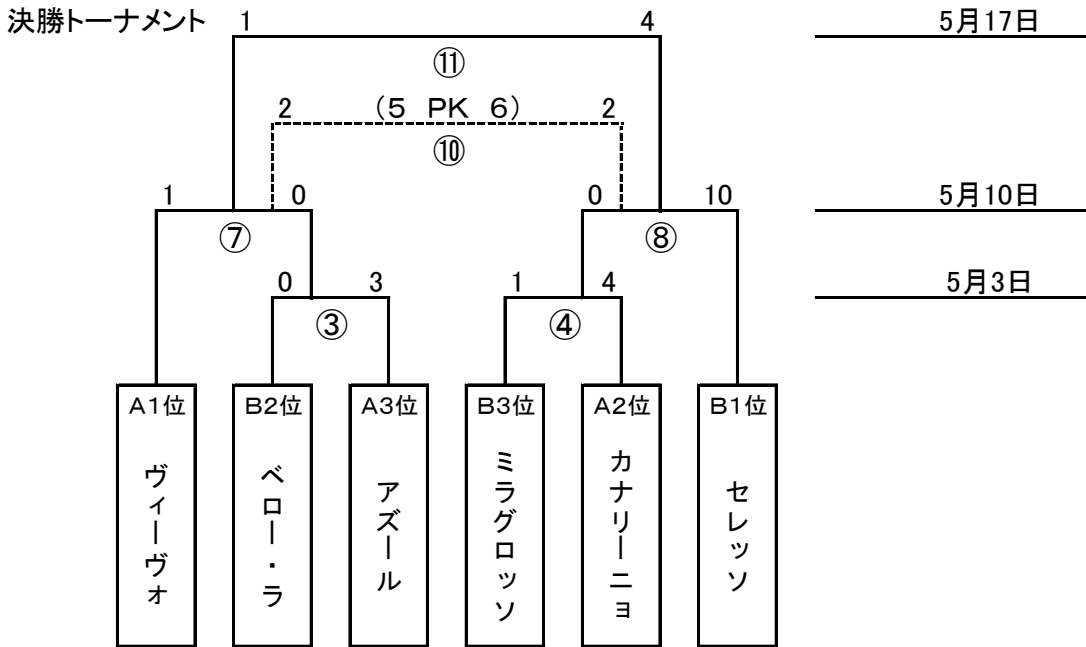 決勝トーナメント 1 4 5月17日
⑪
2 (5 PK 6) 2
⑩
1 0 0 10 5月10日
⑦ ⑧
0 3 1 4 5月3日
③ ④
A1位 B2位 A3位 B3位 A2位 B1位
ヴィーヴォ
ベロー・ラ
アズール
ミラグロッソ
カナリーニョ
セレッソ